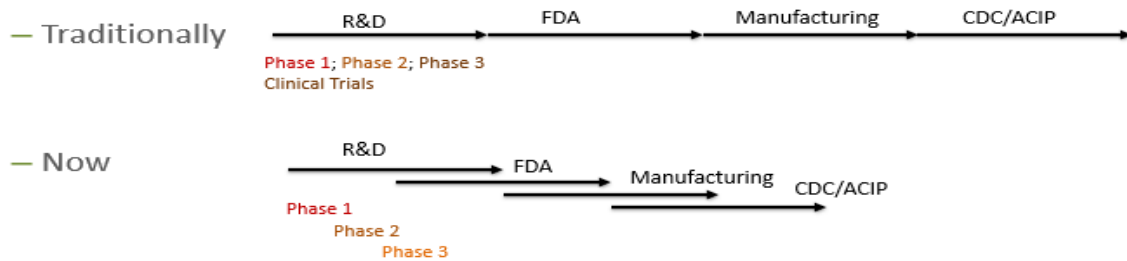 – Traditionally
R&D
FDA
Manufacturing
CDC/ACIP
Phase 1; Phase 2; Phase 3
Clinical Trials
– Now
R&D
FDA
Manufacturing
CDC/ACIP
Phase 1
Phase 2
Phase 3